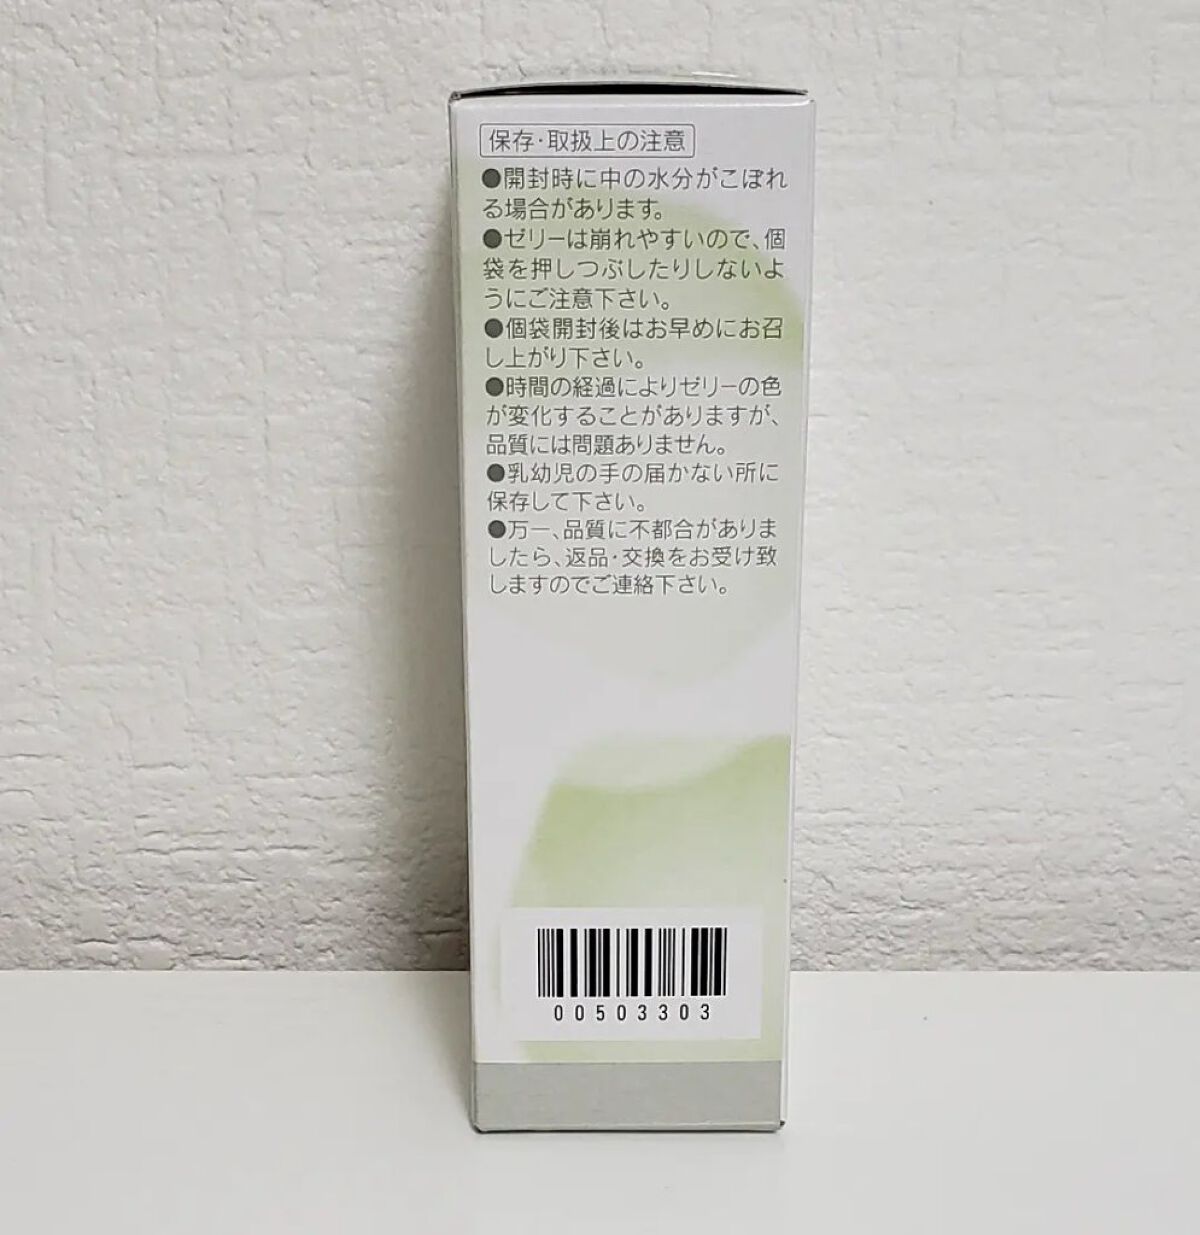 保存・取扱上の注意
●開封時に中の水分がこぼれ
る場合があります。
●ゼリーは崩れやすいので、個
袋を押しつぶしたりしないよ
うにご注意下さい。
●個袋開封後はお早めにお召
し上がり下さい。
●時間の経過によりゼリーの色
が変化することがありますが、
品質には問題ありません。
●乳幼児の手の届かない所に
保存して下さい。
●万一、品質に不都合がありま
したら、返品・交換をお受け致
しますのでご連絡下さい。
00503303